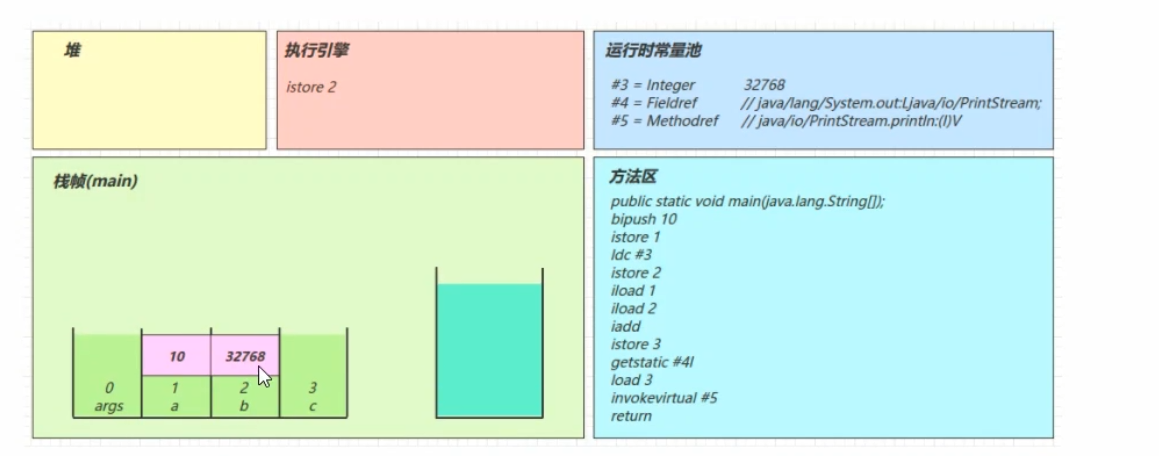 堆
执行引擎
istore 2
运行时常量池
#3 = Integer 32768
#4 = Fieldref // java/lang/System.out:Ljava/io/PrintStream;
#5 = Methodref // java/io/PrintStream.println:(I)V
栈帧(main)
10 32768
0 1 2 3
args a b c
方法区
public static void main(java.lang.String[]);
bipush 10
istore 1
ldc #3
istore 2
iload 1
iload 2
iadd
istore 3
getstatic #4I
load 3
invokevirtual #5
return